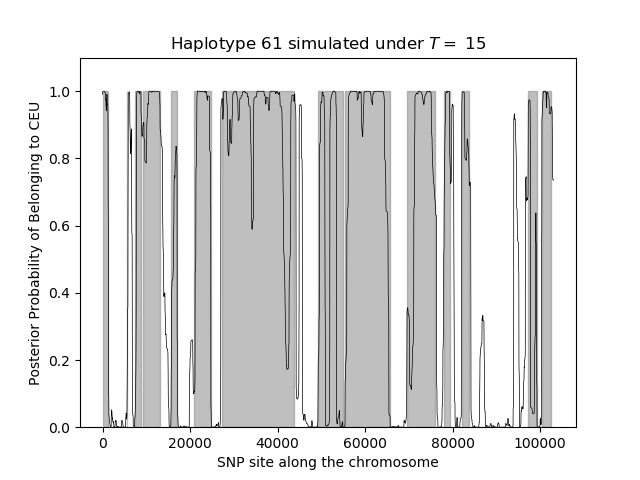 Haplotype 61 simulated under T = 15
Posterior Probability of Belonging to CEU
1.0
0.8
0.6
0.4
0.2
0.0
0 20000 40000 60000 80000 100000
SNP site along the chromosome